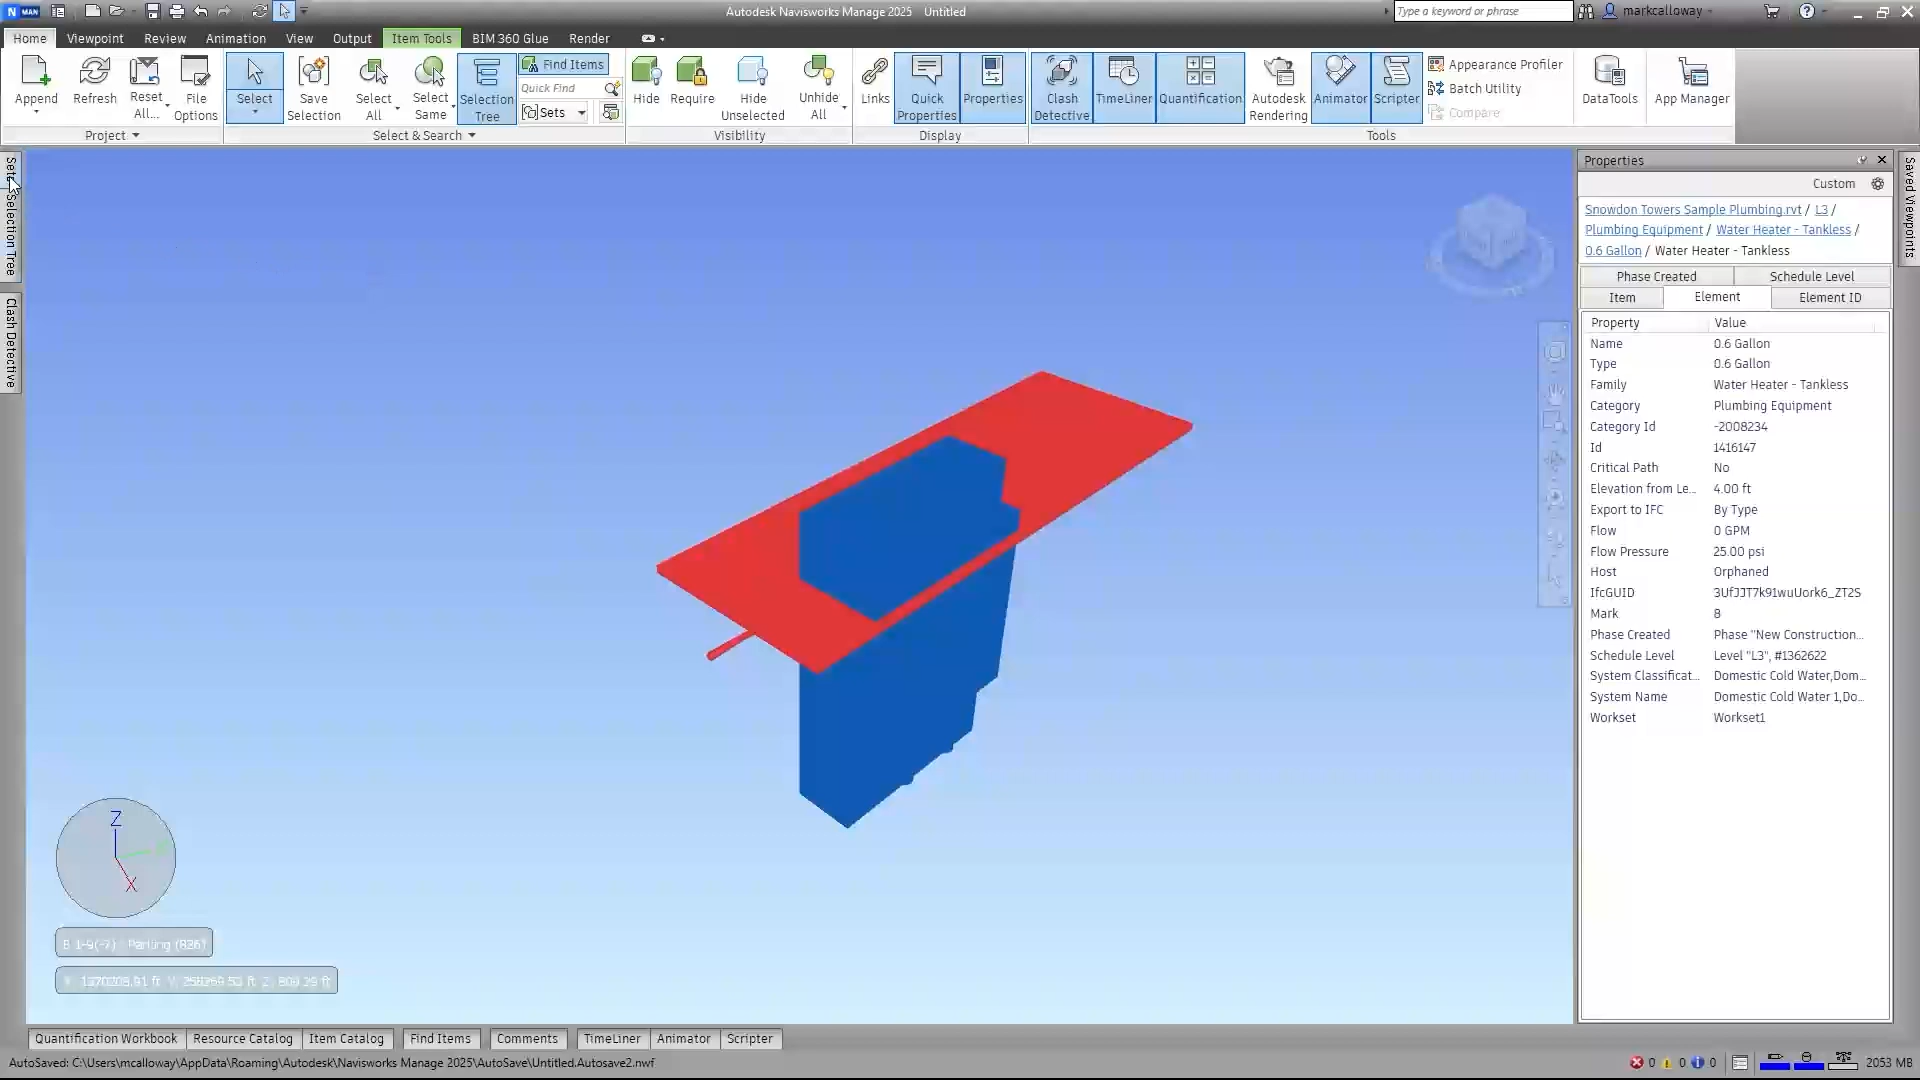 N MAN
Autodesk Navisworks Manage 2025 Untitled
Type a keyword or phrase
markcalloway
Home Viewpoint Review Animation View Output Item Tools BIM 360 Glue Render
Append
Refresh
Reset
All...
File
Options
Project
Select
Save
Selection
Select
All
Select
Same
Selection
Tree
Find Items
Quick Find
Sets
Select & Search
Hide
Require
Hide
Unselected
Unhide
All
Visibility
Links
Quick
Properties
Properties
Display
Clash
Detective
TimeLiner
Quantification
Autodesk
Rendering
Animator
Scripter
Appearance Profiler
Batch Utility
Compare
Tools
DataTools
App Manager
Sets
Selection Tree
Clash Detective
Z
X
Properties
Custom
Snowdon Towers Sample Plumbing.rvt / L3 /
Plumbing Equipment / Water Heater - Tankless /
0.6 Gallon / Water Heater - Tankless
Phase Created Schedule Level
Item Element Element ID
Property Value
Name 0.6 Gallon
Type 0.6 Gallon
Family Water Heater - Tankless
Category Plumbing Equipment
Category Id -2008234
Id 1416147
Critical Path No
Elevation from Le... 4.00 ft
Export to IFC By Type
Flow 0 GPM
Flow Pressure 25.00 psi
Host Orphaned
IfcGUID 3UfJJT7k91wuUork6_ZT2S
Mark 8
Phase Created Phase "New Construction...
Schedule Level Level "L3", #1362622
System Classificat... Domestic Cold Water,Dom...
System Name Domestic Cold Water 1,Do...
Workset Workset1
Saved Viewpoints
Quantification Workbook Resource Catalog Item Catalog Find Items Comments TimeLiner Animator Scripter
AutoSaved: C:\Users\mcalloway\AppData\Roaming\Autodesk\Navisworks Manage 2025\AutoSave\Untitled.Autosave2.nwf
0 0 0 2053 MB